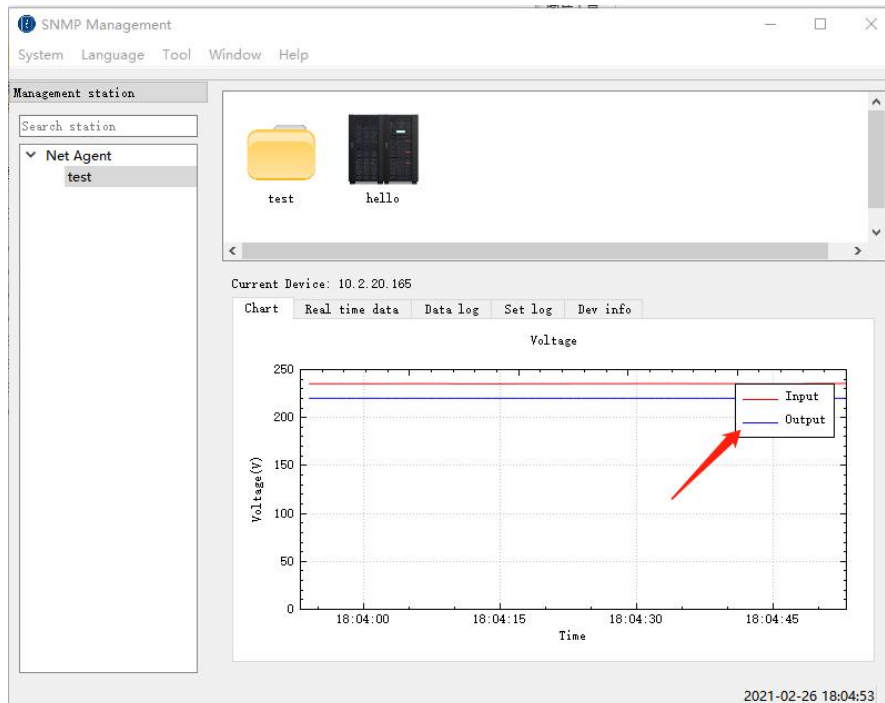 SNMP Management
System Language Tool Window Help
Management station
Search station
Net Agent
test
test hello
Current Device: 10.2.20.165
Chart Real time data Data log Set log Dev info
Voltage
250
200
150
100
50
0
Voltage(V)
Input
Output
18:04:00 18:04:15 18:04:30 18:04:45
Time
2021-02-26 18:04:53